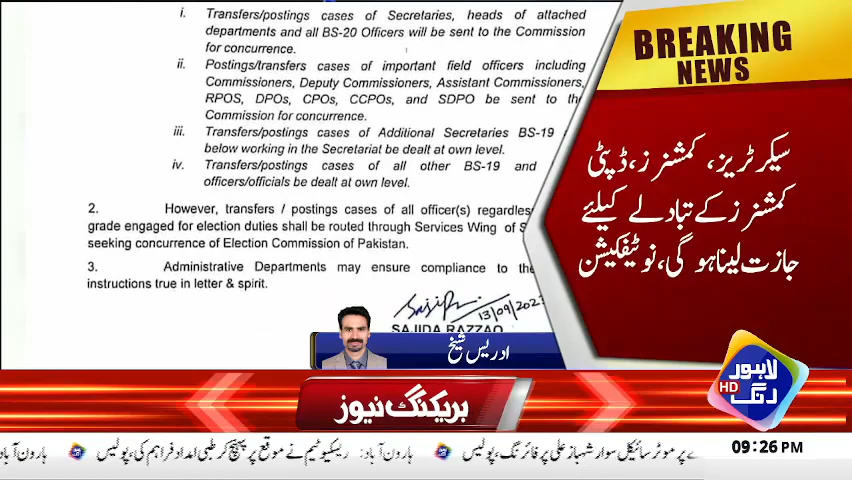 i. Transfers/postings cases of Secretaries, heads of attached
departments and all BS-20 Officers will be sent to the Commission
for concurrence.
ii. Postings/transfers cases of important field officers including
Commissioners, Deputy Commissioners, Assistant Commissioners,
RPOS, DPOs, CPOs, CCPOs, and SDPO be sent to th
Commission for concurrence.
iii. Transfers/postings cases of Additional Secretaries BS-19
below working in the Secretariat be dealt at own level.
iv. Transfers/postings cases of all other BS-19 and
officers/officials be dealt at own level.
2. However, transfers / postings cases of all officer(s) regardles
grade engaged for election duties shall be routed through Services Wing of S
seeking concurrence of Election Commission of Pakistan.
3. Administrative Departments may ensure compliance to the
instructions true in letter & spirit.
13/09/202
SAJIDA RAZZAQ
BREAKING
NEWS
سیکرٹریز، کمشنرز، ڈپٹی
کمشنرز کے تبادلے کیلئے
جازت لینا ہو گی، نوٹیفکیشن
ادریس شیخ
بریکنگ نیوز
لاہور
رنگ
HD
09:26 PM
ے پر موٹر سائیکل سوار شہباز علی پر فائرنگ، پولیس
ہارون آباد: ریسکیو ٹیم نے موقع پر پہنچ کر طبی امداد فراہم کی، پولیس
ہارون آباد